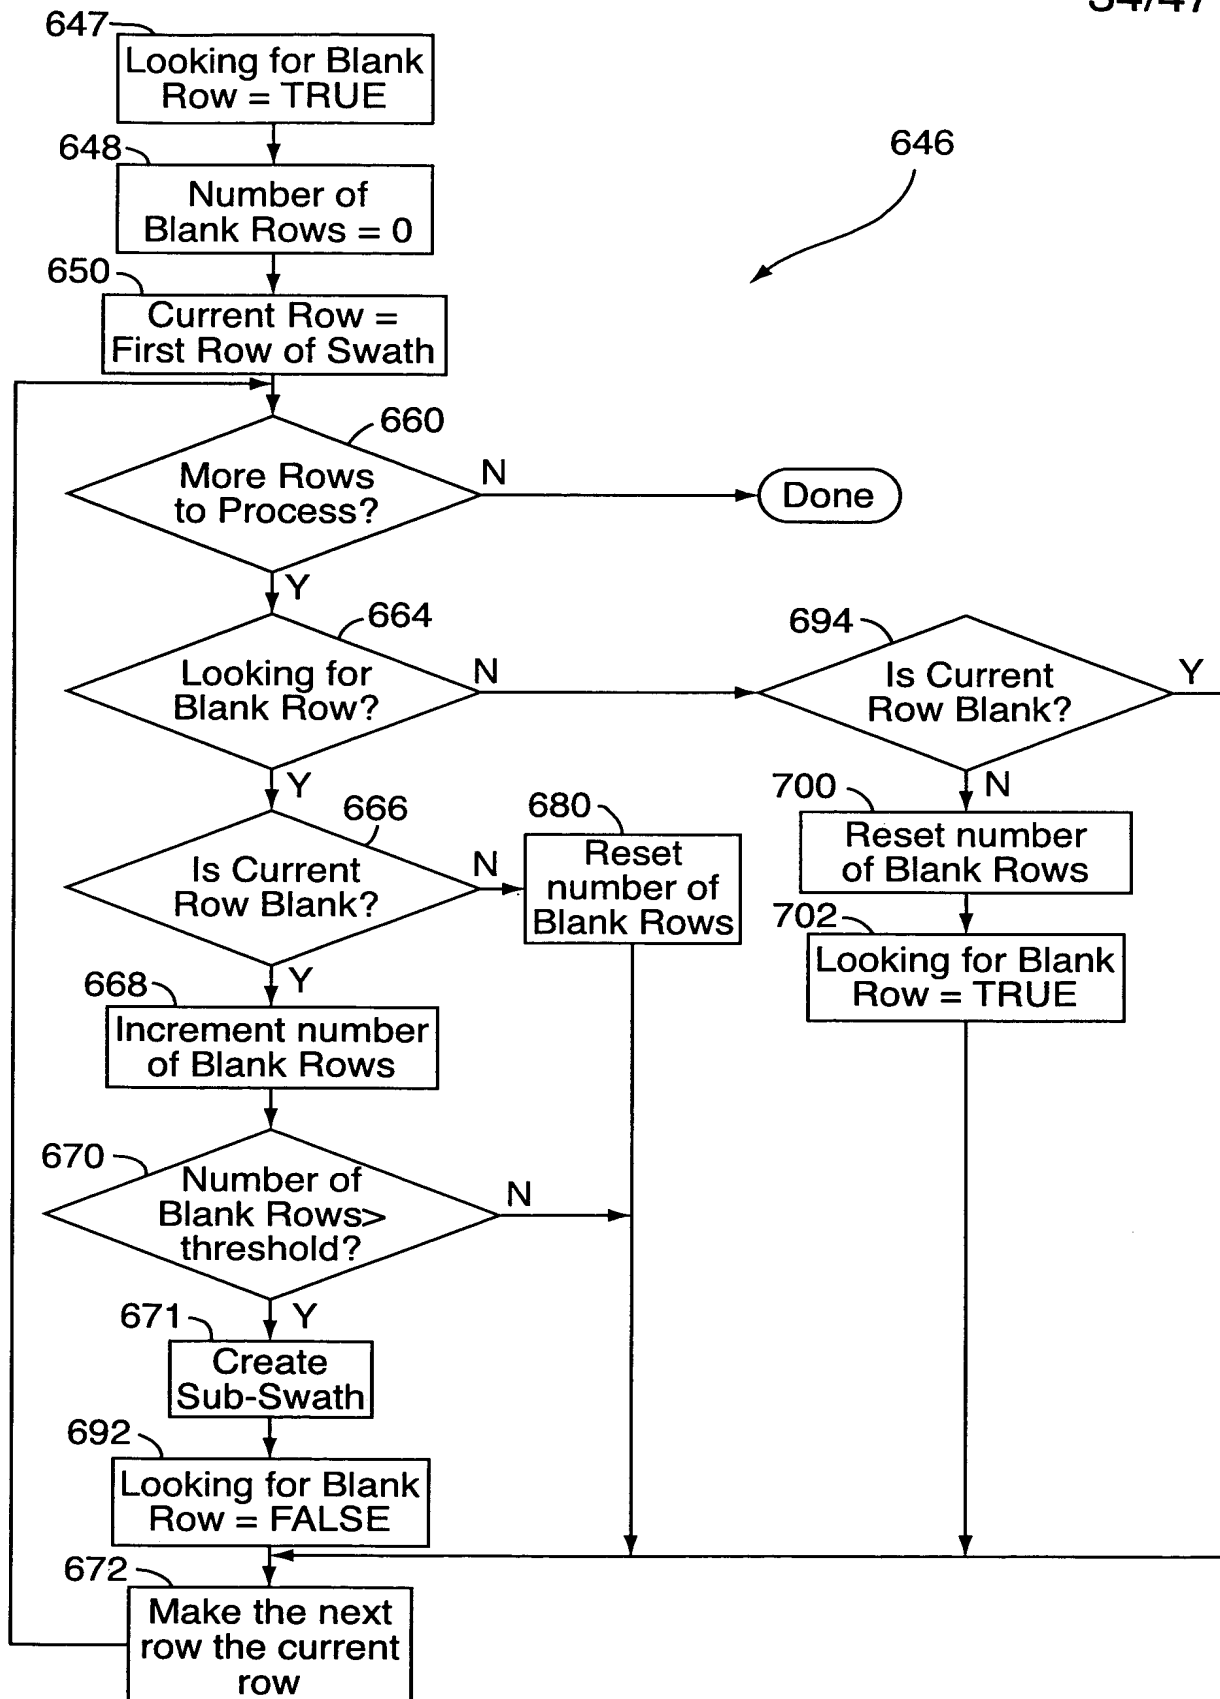 34/47
647
Looking for Blank
Row = TRUE
648
Number of
Blank Rows = 0
646
650
Current Row =
First Row of Swath
660
More Rows
to Process?
N
Done
Y
664
Looking for
Blank Row?
N
694
Is Current
Row Blank?
Y
Y
666
Is Current
Row Blank?
N
680
Reset
number of
Blank Rows
N
700
Reset number
of Blank Rows
702
Looking for Blank
Row = TRUE
Y
668
Increment number
of Blank Rows
670
Number of
Blank Rows>
threshold?
N
Y
671
Create
Sub-Swath
692
Looking for Blank
Row = FALSE
672
Make the next
row the current
row